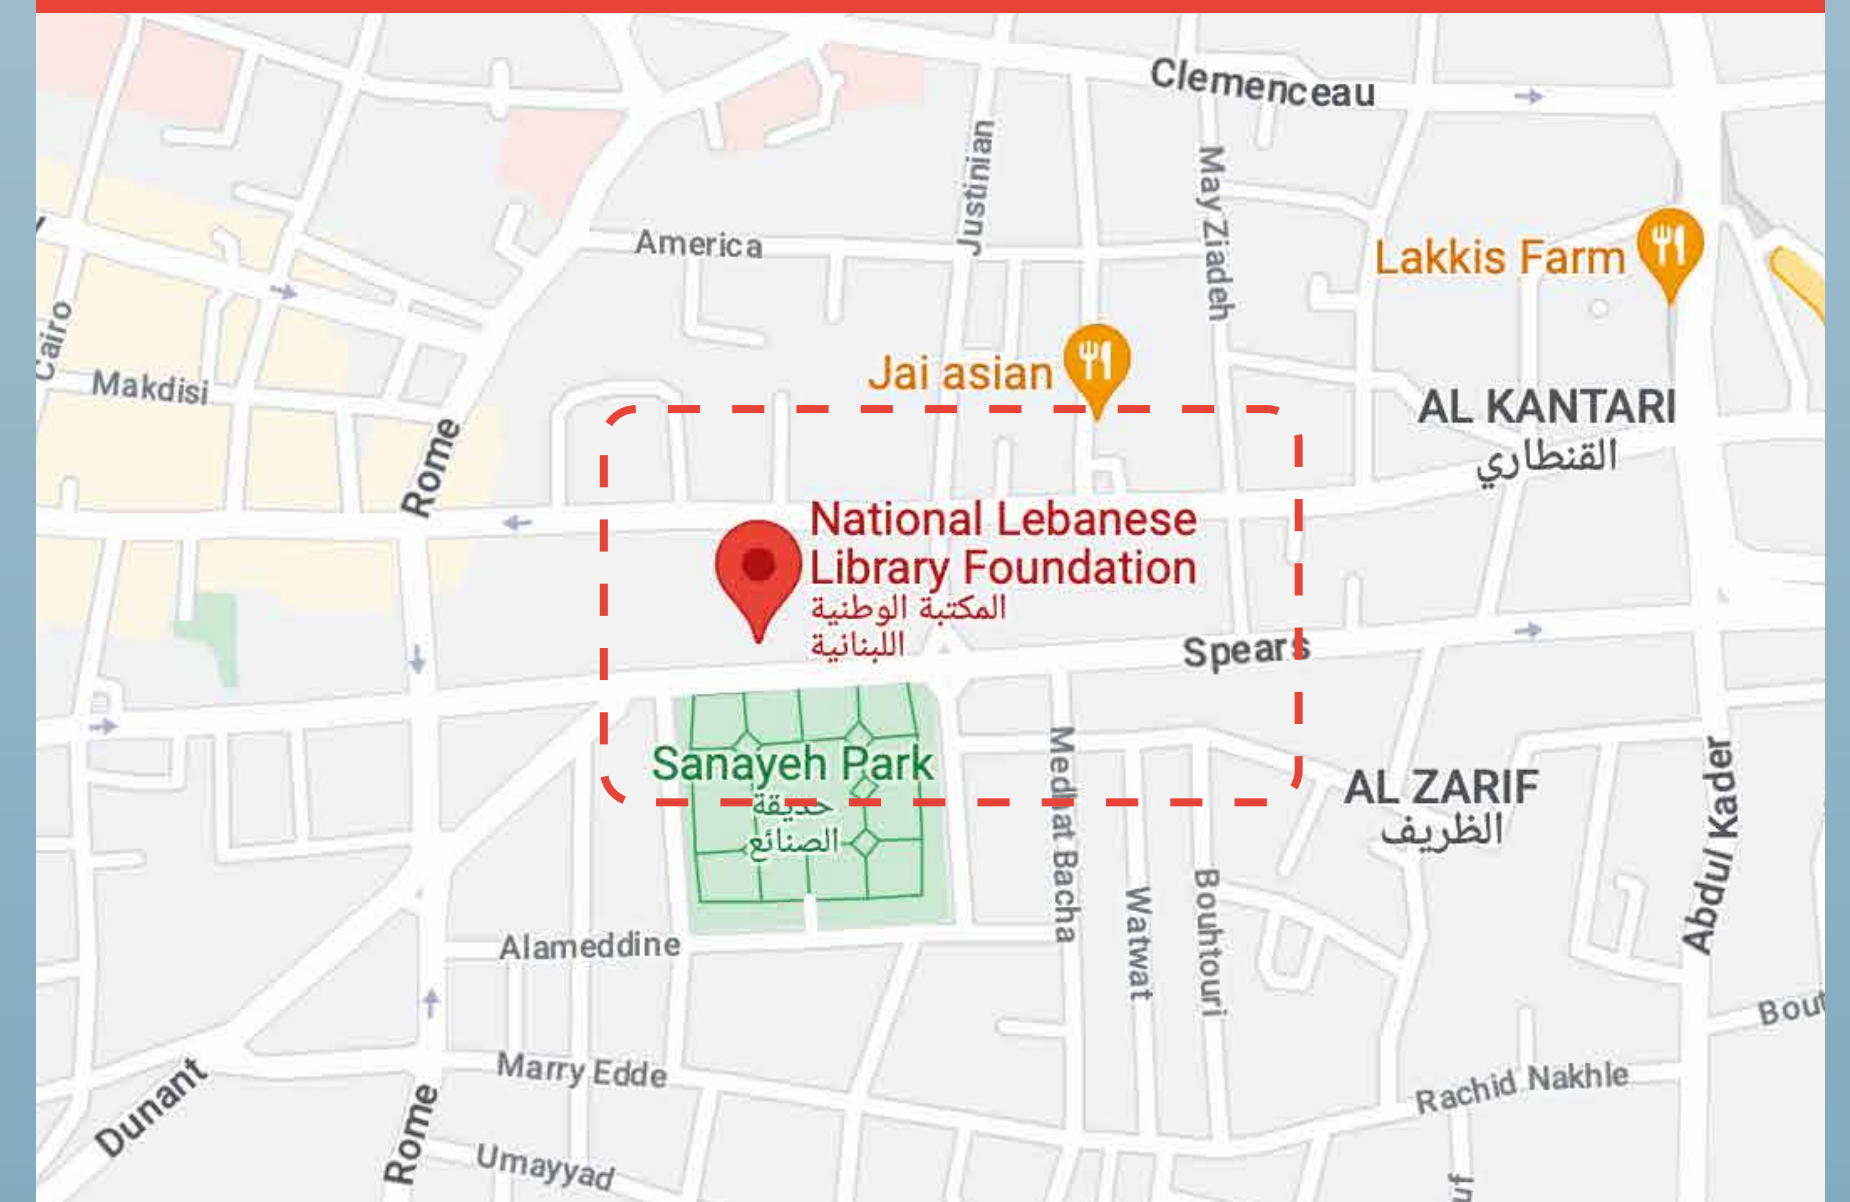 Clemenceau
Justinian
May Ziadeh
America
Lakkis Farm
Cairo
Jai asian
Makdisi
AL KANTARI
القنطاري
Rome
National Lebanese
Library Foundation
المكتبة الوطنية
اللبنانية
Spears
Sanayeh Park
حديقة
الصنائع
Medhat Bacha
AL ZARIF
الظريف
Abdul Kader
Watwat
Bouhtouri
Alameddine
Marry Edde
Rachid Nakhle
Dunant
Rome
Umayyad